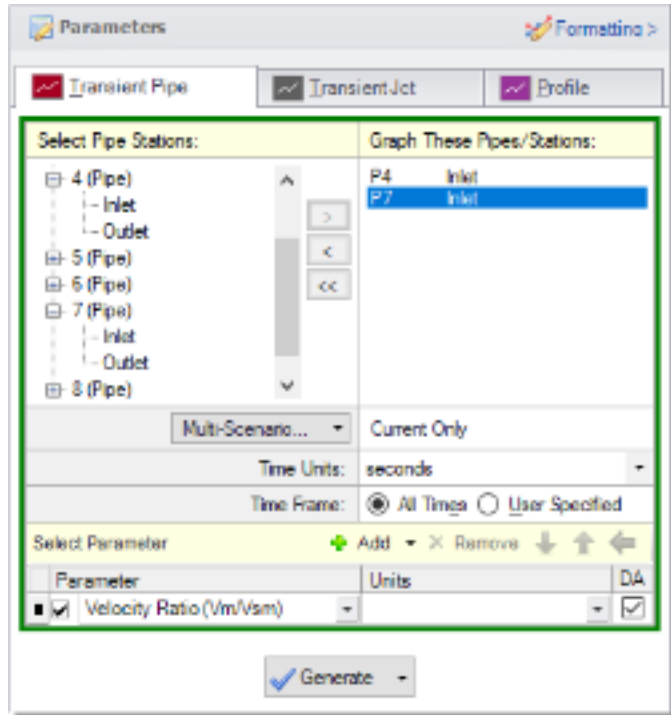 Parameters
Formatting >
Transient Pipe
Transient Jct
Profile
Select Pipe Stations:
Graph These Pipes/Stations:
4 (Pipe)
Inlet
Outlet
5 (Pipe)
6 (Pipe)
7 (Pipe)
Inlet
Outlet
8 (Pipe)
>
<
<<
P4 Inlet
P7 Inlet
Multi-Scenario... Current Only
Time Units: seconds
Time Frame: All Times User Specified
Select Parameter Add Remove
Parameter Units DA
Velocity Ratio (Vm/Vsm)
Generate